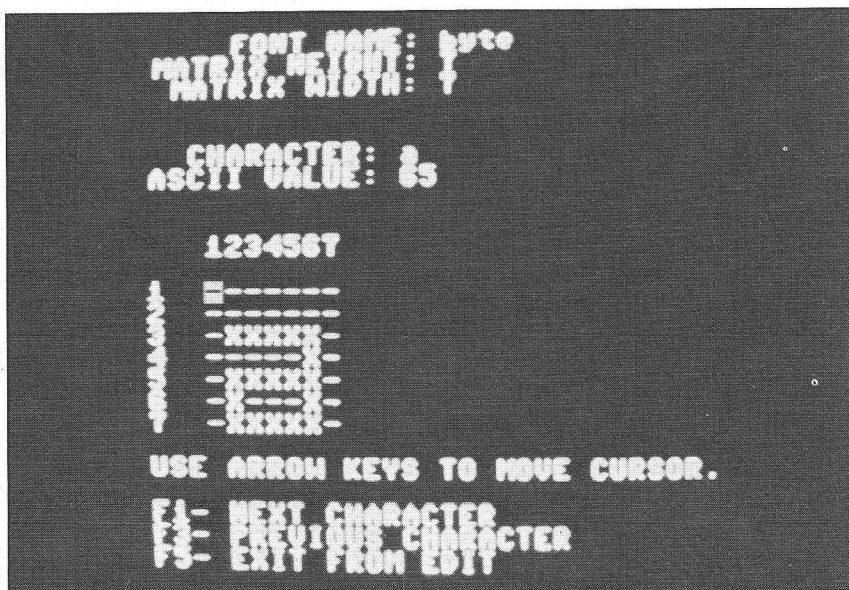 FONT NAME: byte
MATRIX HEIGHT: 7
MATRIX WIDTH: 7
CHARACTER: a
ASCII VALUE: 65
1234567
1 -------
2 -------
3 -XXXXX-
4 -----X-
5 -XXXXX-
6 -X---X-
7 -XXXXX-
USE ARROW KEYS TO MOVE CURSOR.
F1- NEXT CHARACTER
F3- PREVIOUS CHARACTER
F5- EXIT FROM EDIT